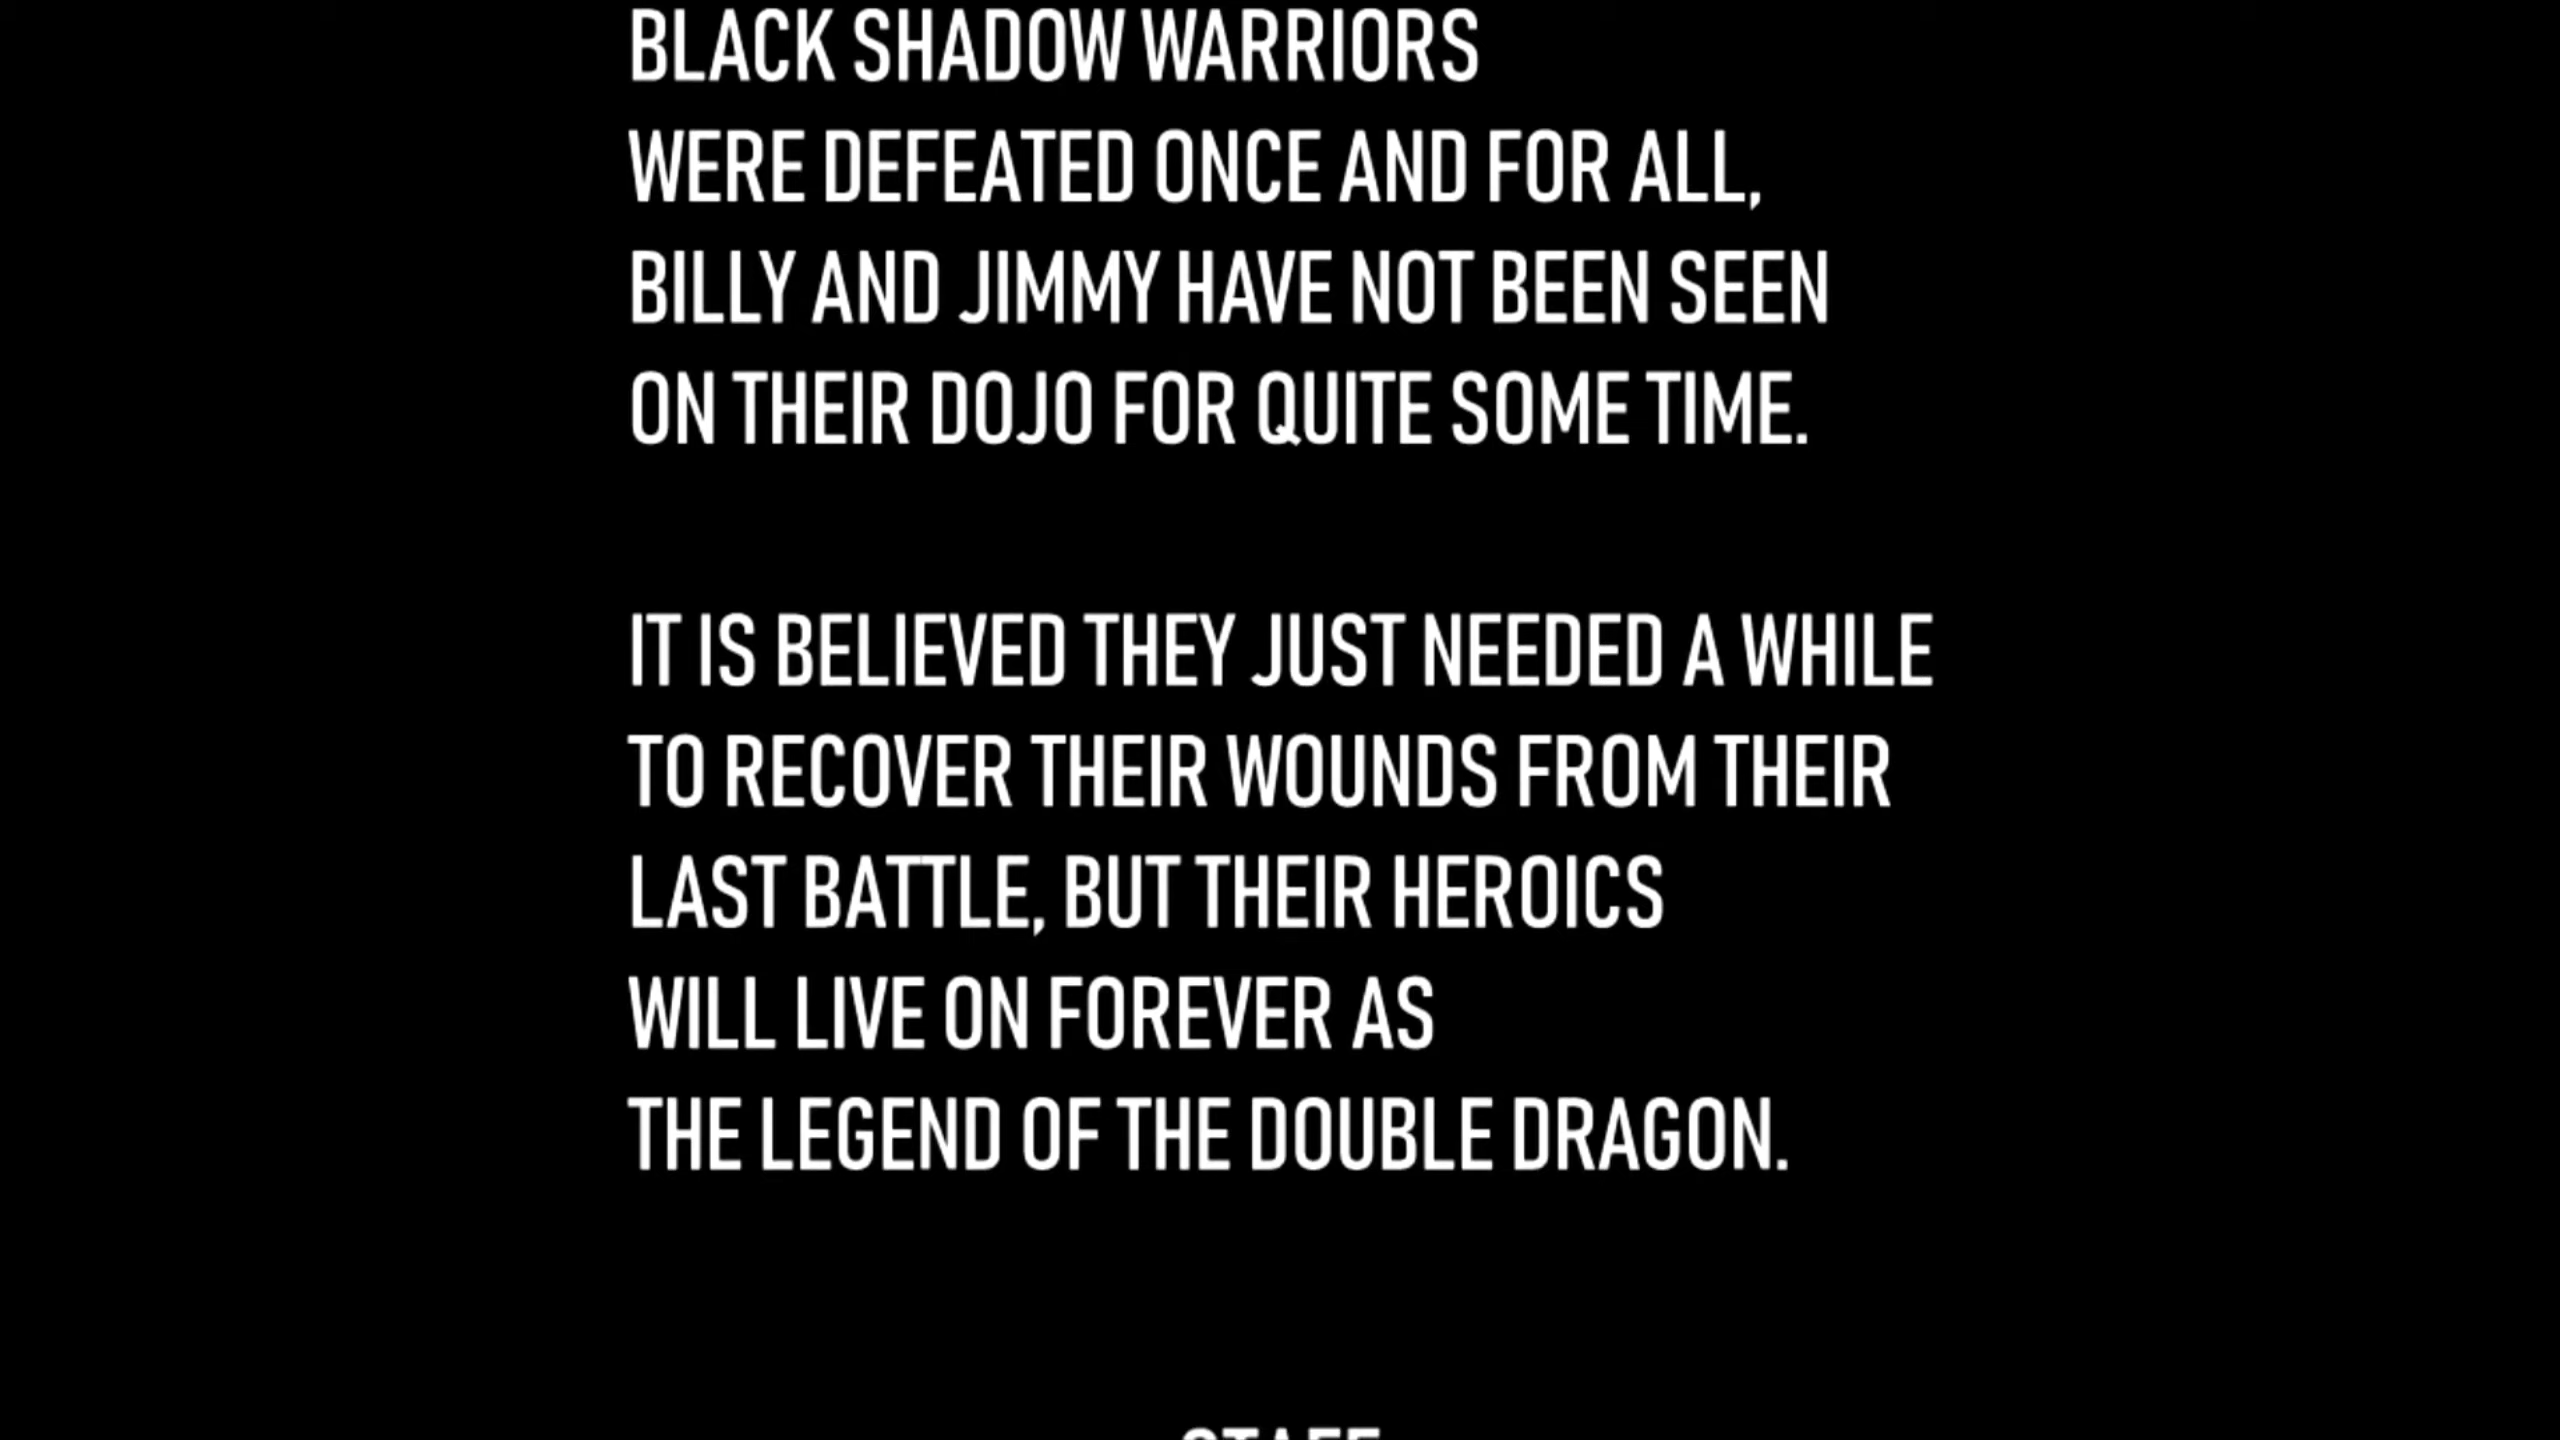 BLACK SHADOW WARRIORS
WERE DEFEATED ONCE AND FOR ALL,
BILLY AND JIMMY HAVE NOT BEEN SEEN
ON THEIR DOJO FOR QUITE SOME TIME.
IT IS BELIEVED THEY JUST NEEDED A WHILE
TO RECOVER THEIR WOUNDS FROM THEIR
LAST BATTLE, BUT THEIR HEROICS
WILL LIVE ON FOREVER AS
THE LEGEND OF THE DOUBLE DRAGON.
STAFF